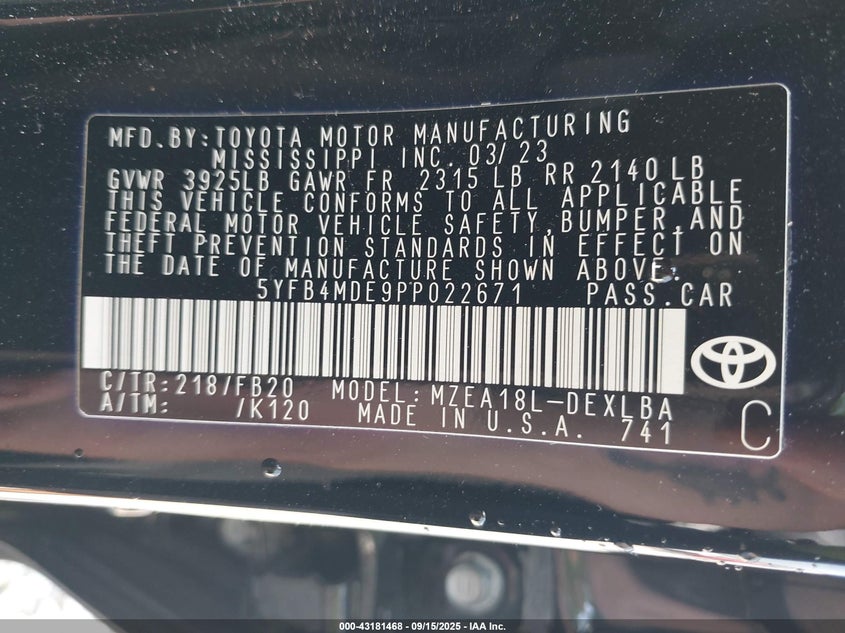 MFD.BY:TOYOTA MOTOR MANUFACTURING
MISSISSIPPI INC. 03/23
GVWR 3925LB GAWR FR 2315 LB RR 2140 LB
THIS VEHICLE CONFORMS TO ALL APPLICABLE
FEDERAL MOTOR VEHICLE SAFETY,BUMPER,AND
THEFT PREVENTION STANDARDS IN EFFECT ON
THE DATE OF MANUFACTURE SHOWN ABOVE.
5YFB4MDE9PP022671 PASS.CAR
C/TR:218/FB20 MODEL:MZEA18L-DEXLBA
A/TM: /K120 MADE IN U.S.A. 741
C
000-43181468 - 09/15/2025 - IAA Inc.